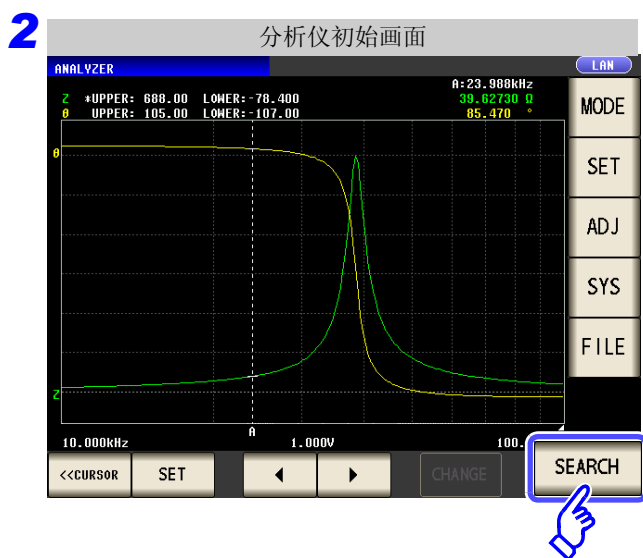 2
分析仪初始画面
ANALYZER
LAN
A:23.988kHz
Z *UPPER: 688.00 LOWER:-78.400 39.62730 Ω
θ UPPER: 105.00 LOWER:-107.00 85.470 °
MODE
θ
SET
ADJ
SYS
FILE
Z
A
10.000kHz 1.000V 100.
<<CURSOR SET CHANGE SEARCH